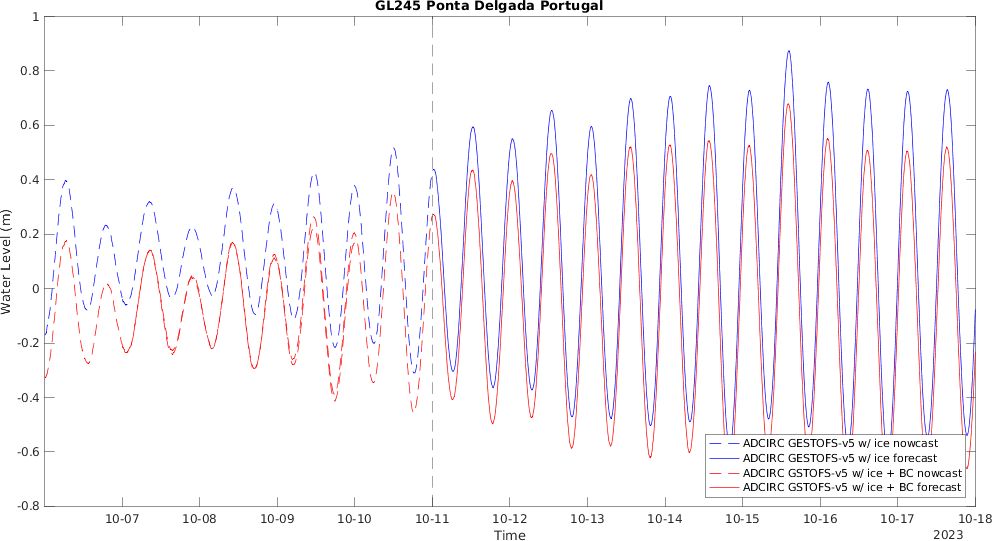 GL245 Ponta Delgada Portugal
1
0.8
0.6
0.4
0.2
0
-0.2
-0.4
-0.6
-0.8
Water Level (m)
ADCIRC GESTOFS-v5 w/ ice nowcast
ADCIRC GESTOFS-v5 w/ ice forecast
ADCIRC GSTOFS-v5 w/ ice + BC nowcast
ADCIRC GSTOFS-v5 w/ ice + BC forecast
10-07 10-08 10-09 10-10 10-11 10-12 10-13 10-14 10-15 10-16 10-17 10-18
Time
2023